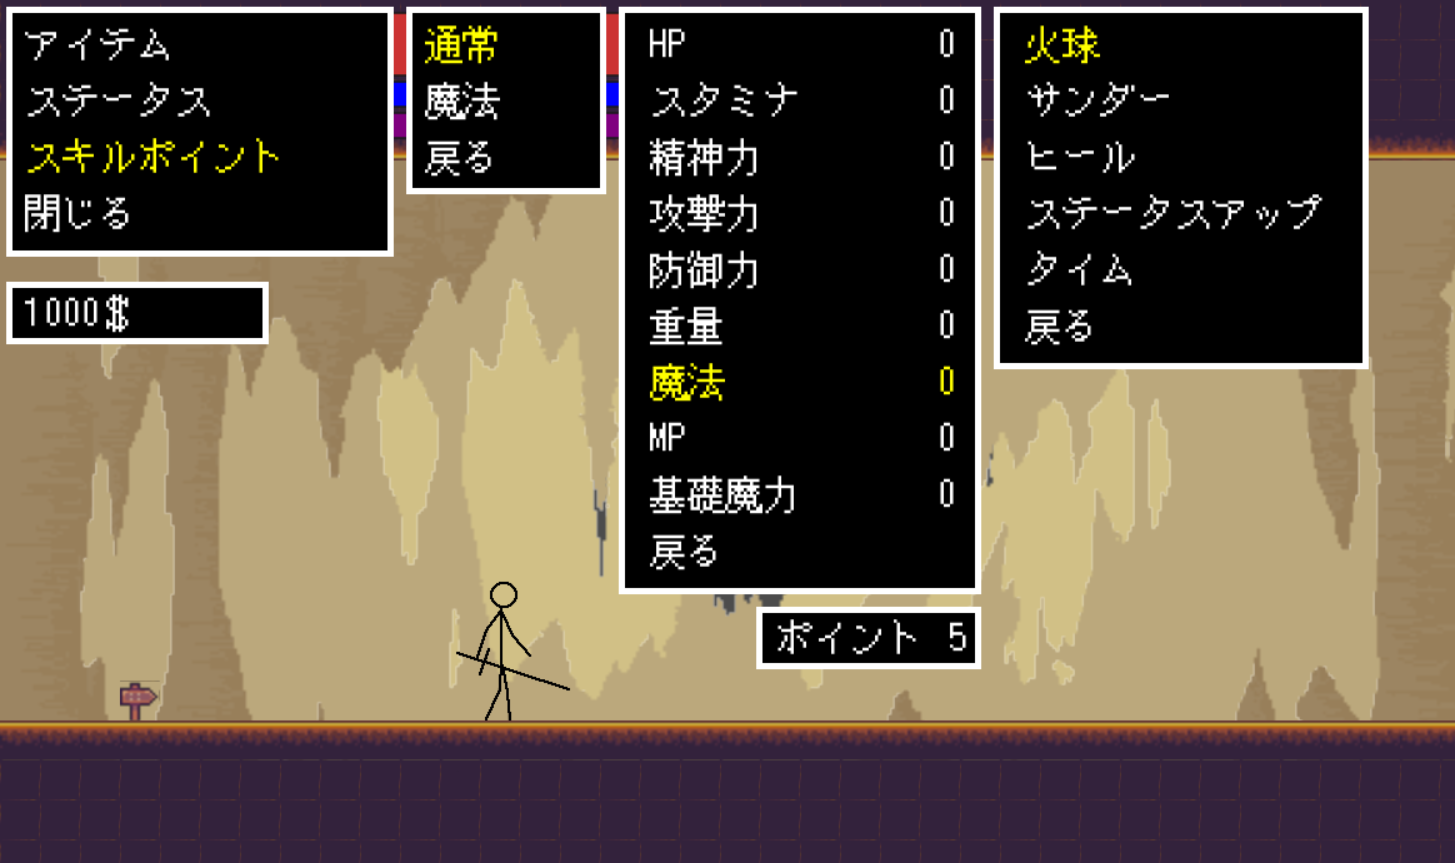 アイテム
ステータス
スキルポイント
閉じる
1000$
通常
魔法
戻る
HP 0
スタミナ 0
精神力 0
攻撃力 0
防御力 0
重量 0
魔法 0
MP 0
基礎魔力 0
戻る
ポイント 5
火球
サンダー
ヒール
ステータスアップ
タイム
戻る